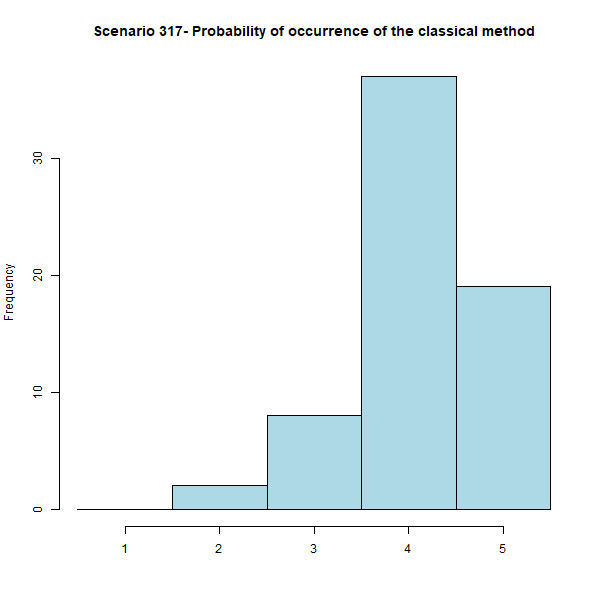 Scenario 317- Probability of occurrence of the classical method
Frequency
30
20
10
0
1 2 3 4 5